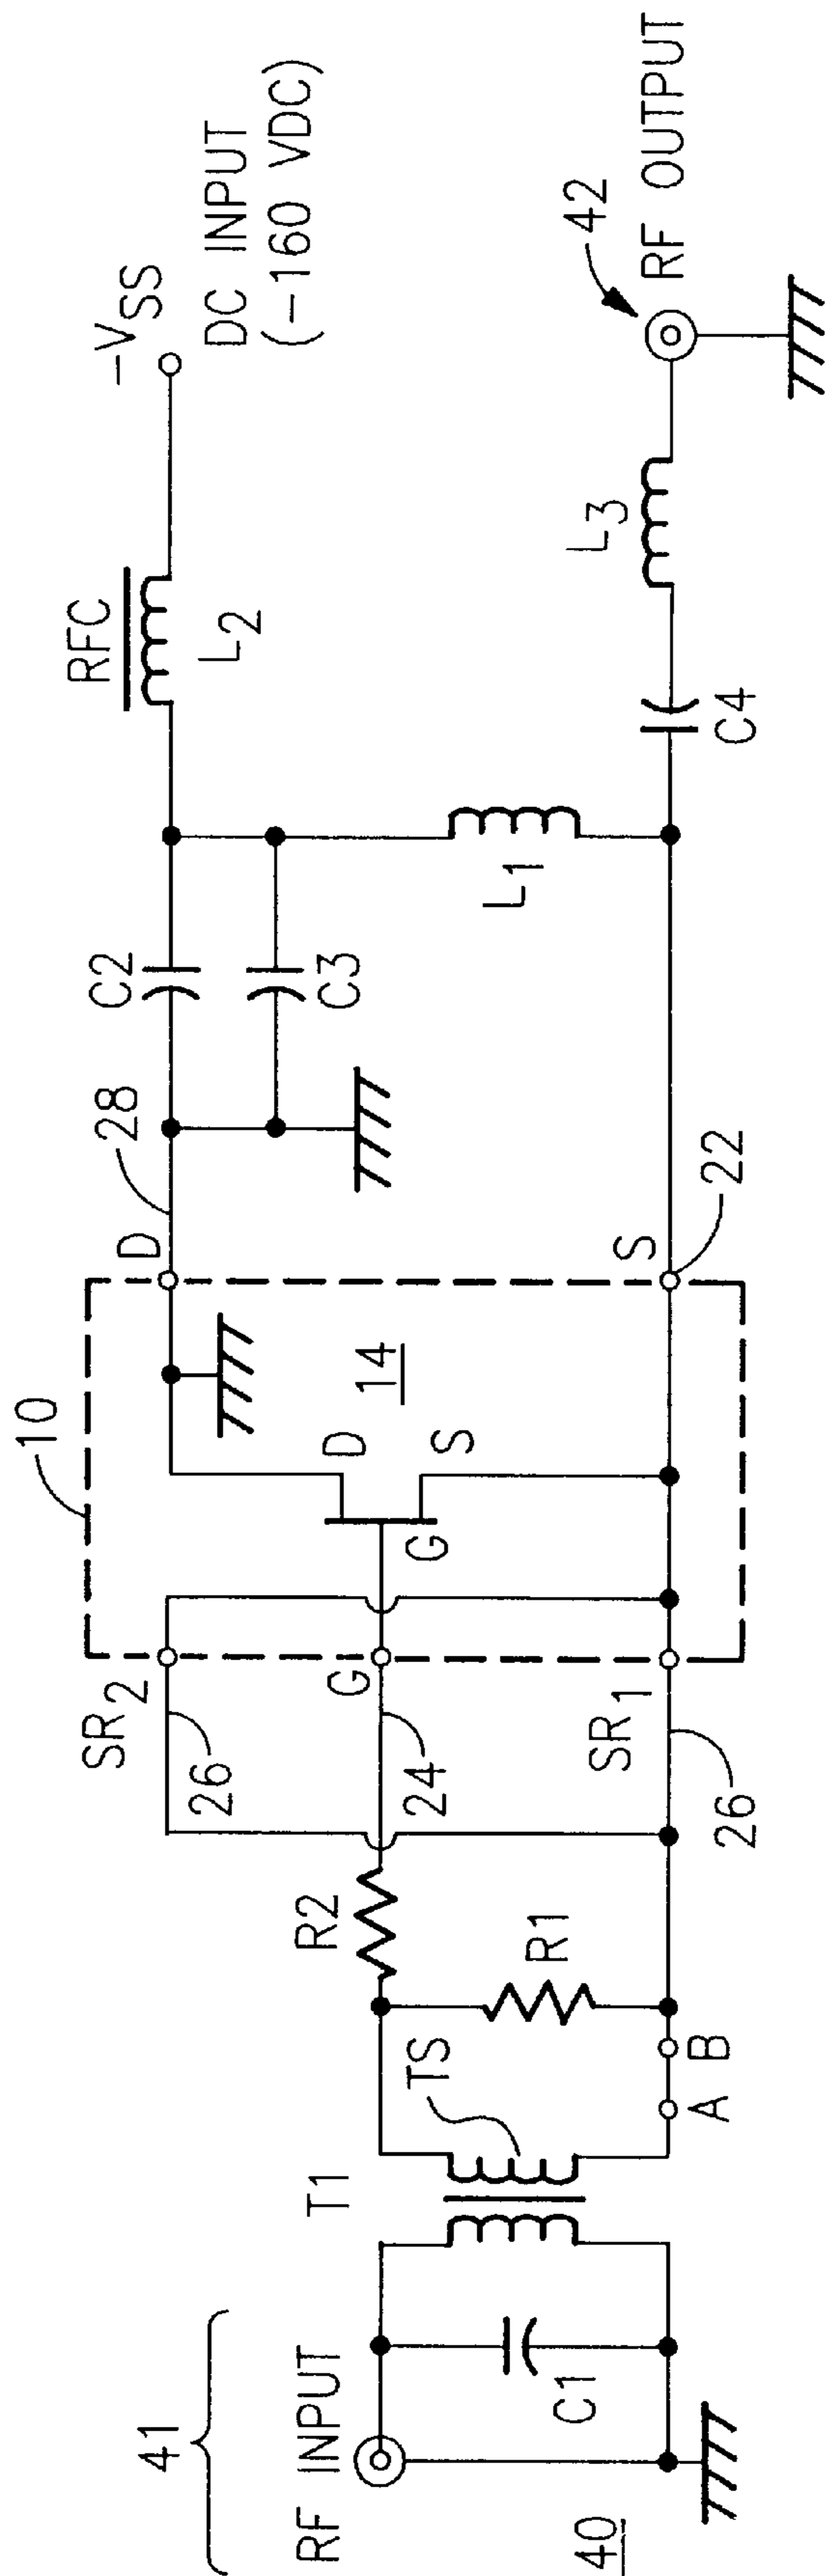 41
RF INPUT
40
C1
T1
TS
A
B
R1
R2
SR2
26
24
G
SR1
26
10
G
D
S
14
D
28
S
22
C2
C3
L1
RFC
L2
-VSS
DC INPUT
(-160 VDC)
C4
L3
42
RF OUTPUT